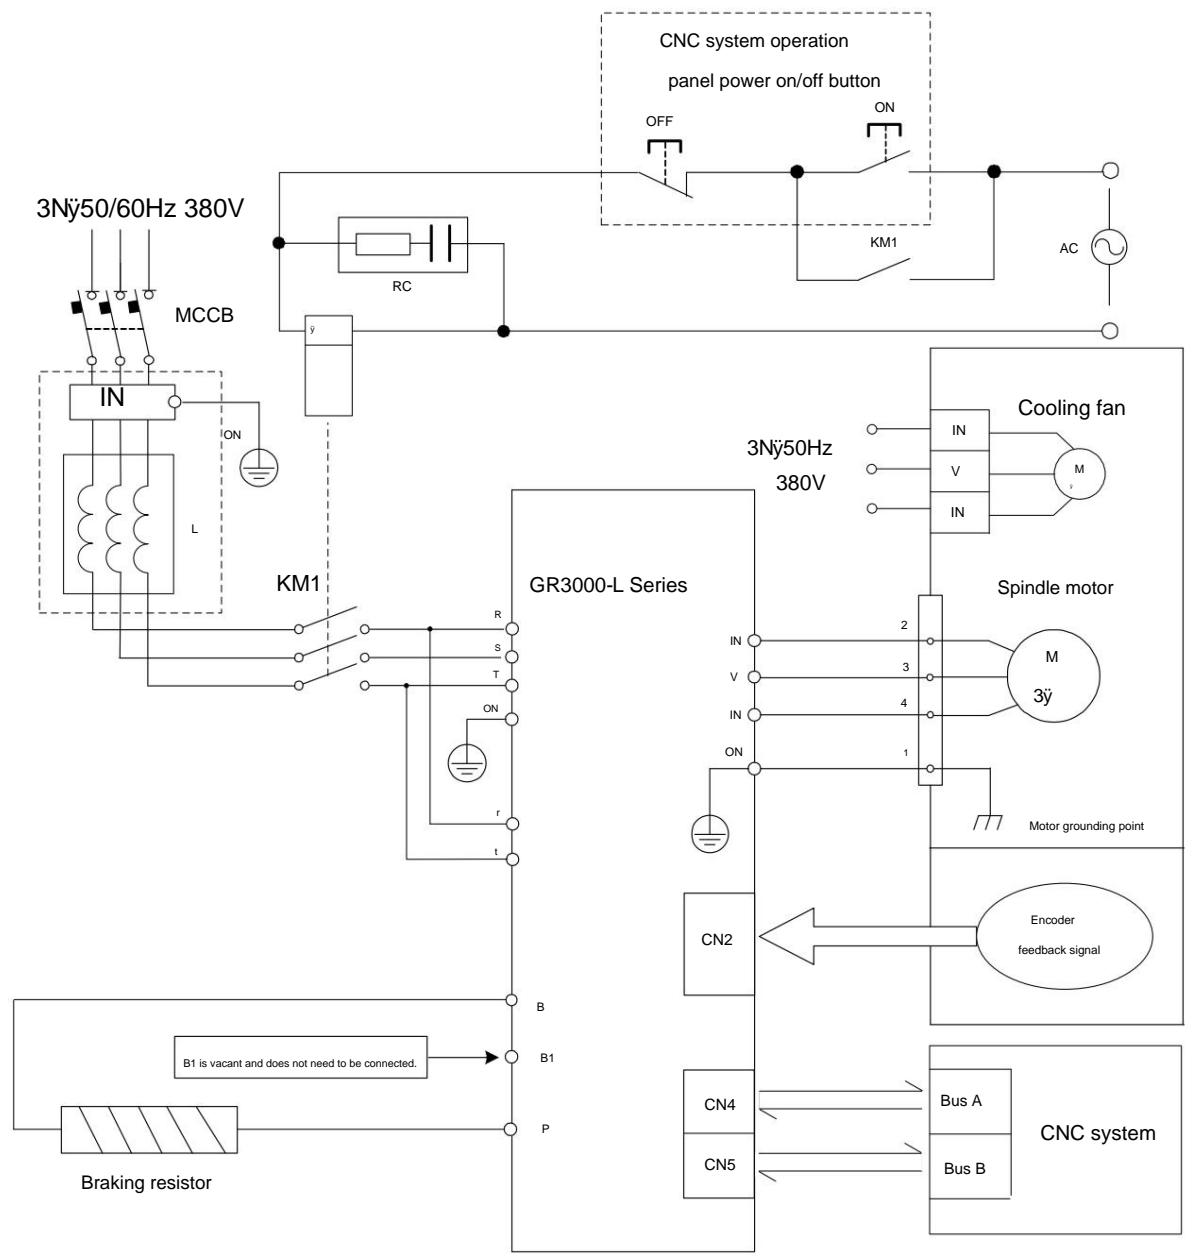 CNC system operation
panel power on/off button
OFF
ON
3Nÿ50/60Hz 380V
KM1
AC
RC
MCCB
ÿ
IN
ON
L
Cooling fan
3Nÿ50Hz
380V
IN
V
IN
M
ÿ
KM1
GR3000-L Series
Spindle motor
R
S
T
ON
r
t
IN
V
IN
ON
2
3
4
1
M
3ÿ
Motor grounding point
CN2
Encoder
feedback signal
B
B1 is vacant and does not need to be connected.
B1
P
Braking resistor
CN4
CN5
Bus A
Bus B
CNC system